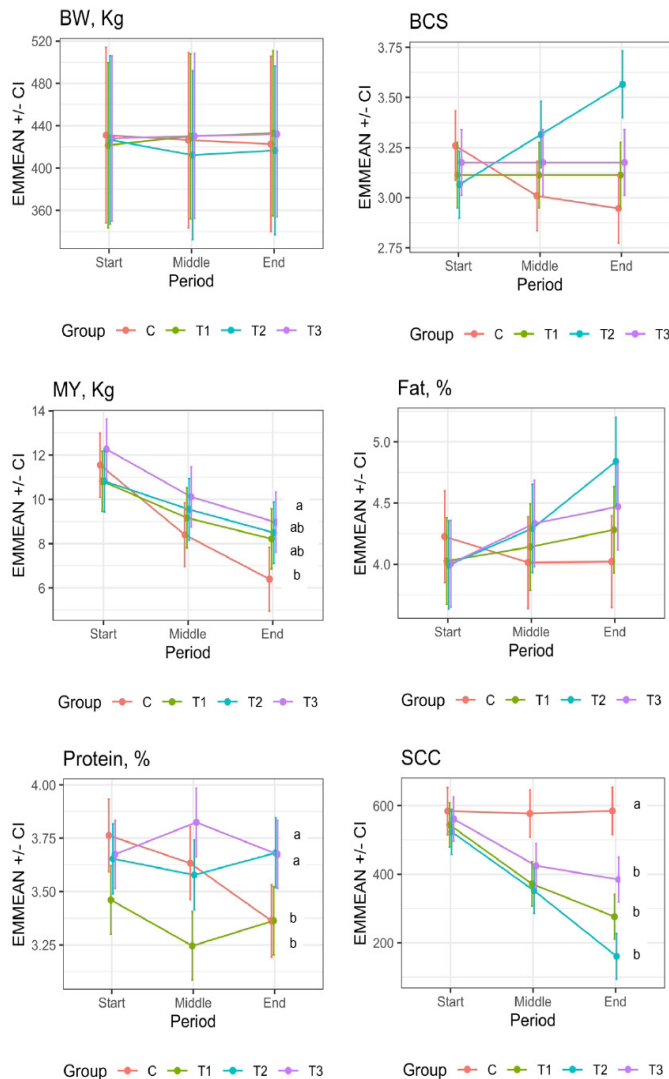 BW, Kg
EMMEAN +/- CI
520
480
440
400
360
Start Middle End
Period
Group C T1 T2 T3
BCS
EMMEAN +/- CI
3.75
3.50
3.25
3.00
2.75
Start Middle End
Period
Group C T1 T2 T3
MY, Kg
EMMEAN +/- CI
14
12
10
8
6
a
ab
ab
b
Start Middle End
Period
Group C T1 T2 T3
Fat, %
EMMEAN +/- CI
5.0
4.5
4.0
Start Middle End
Period
Group C T1 T2 T3
Protein, %
EMMEAN +/- CI
4.00
3.75
3.50
3.25
a
a
b
b
Start Middle End
Period
Group C T1 T2 T3
SCC
EMMEAN +/- CI
600
400
200
a
b
b
b
Start Middle End
Period
Group C T1 T2 T3